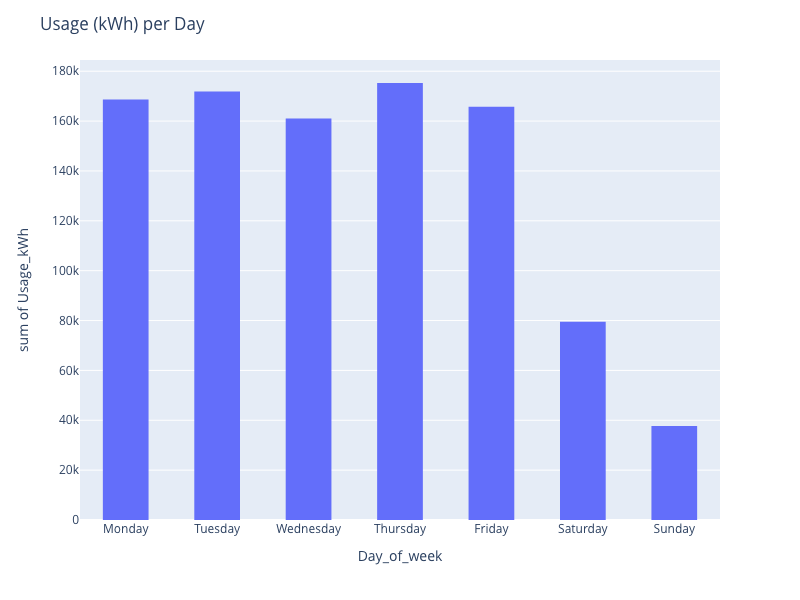 Usage (kWh) per Day
180k
160k
140k
120k
100k
80k
60k
40k
20k
0
sum of Usage_kWh
Monday Tuesday Wednesday Thursday Friday Saturday Sunday
Day_of_week